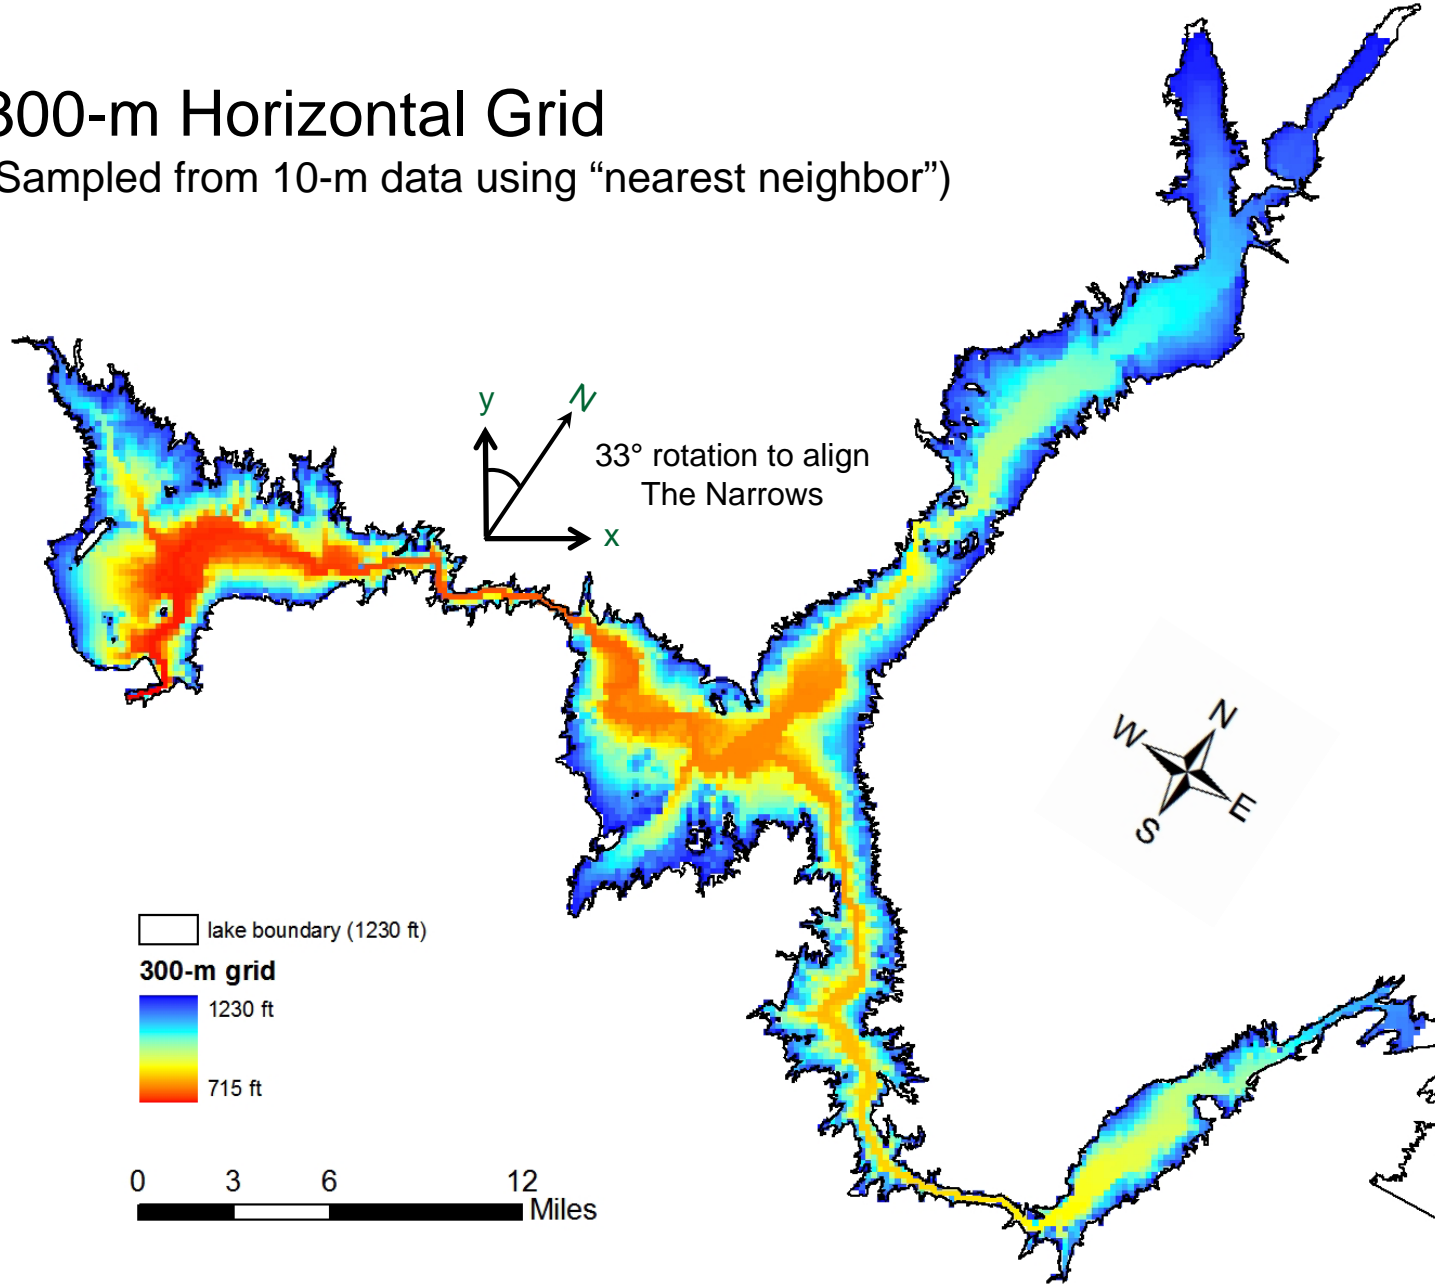 300-m Horizontal Grid
(Sampled from 10-m data using “nearest neighbor”)
y
N
33° rotation to align
The Narrows
x
N
W
E
S
lake boundary (1230 ft)
300-m grid
1230 ft
715 ft
0 3 6 12
Miles